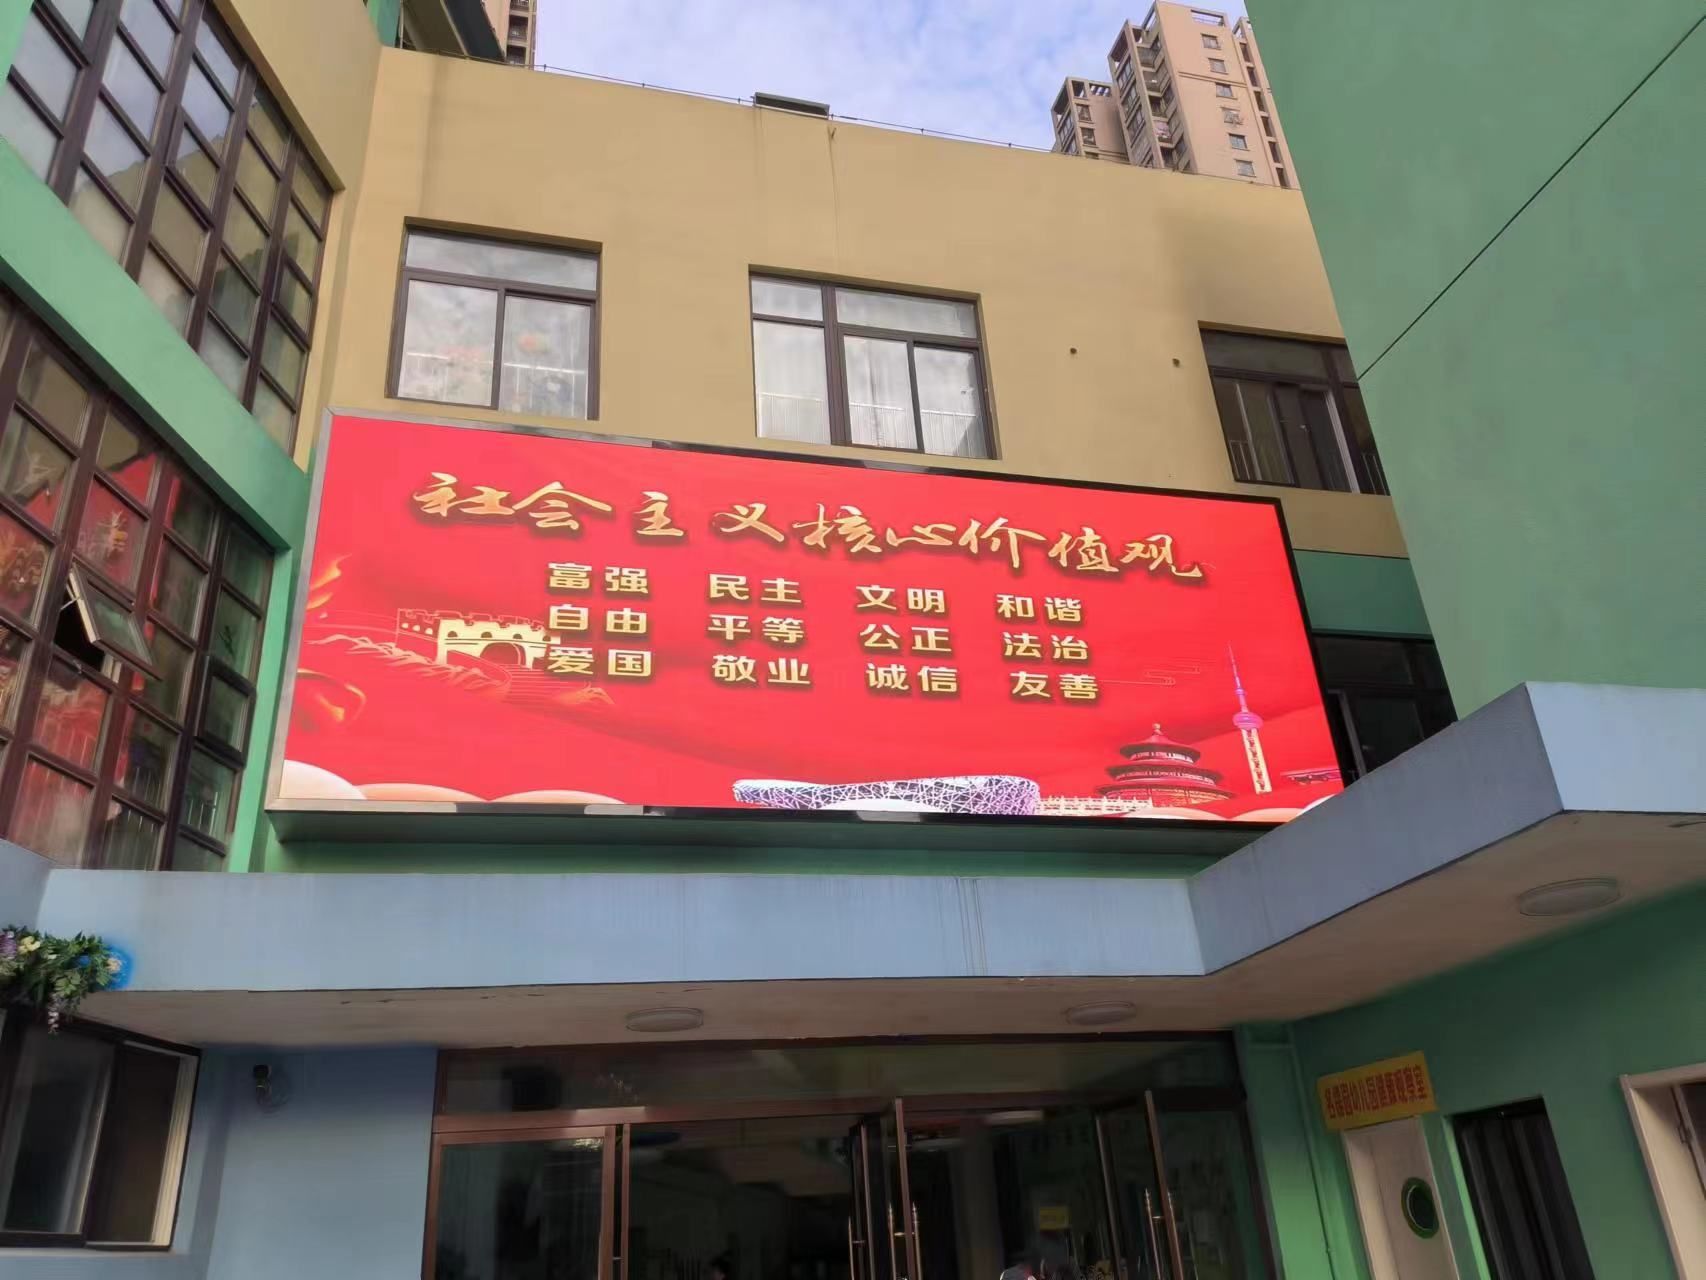 社会主义核心价值观
富强 民主 文明 和谐
自由 平等 公正 法治
爱国 敬业 诚信 友善